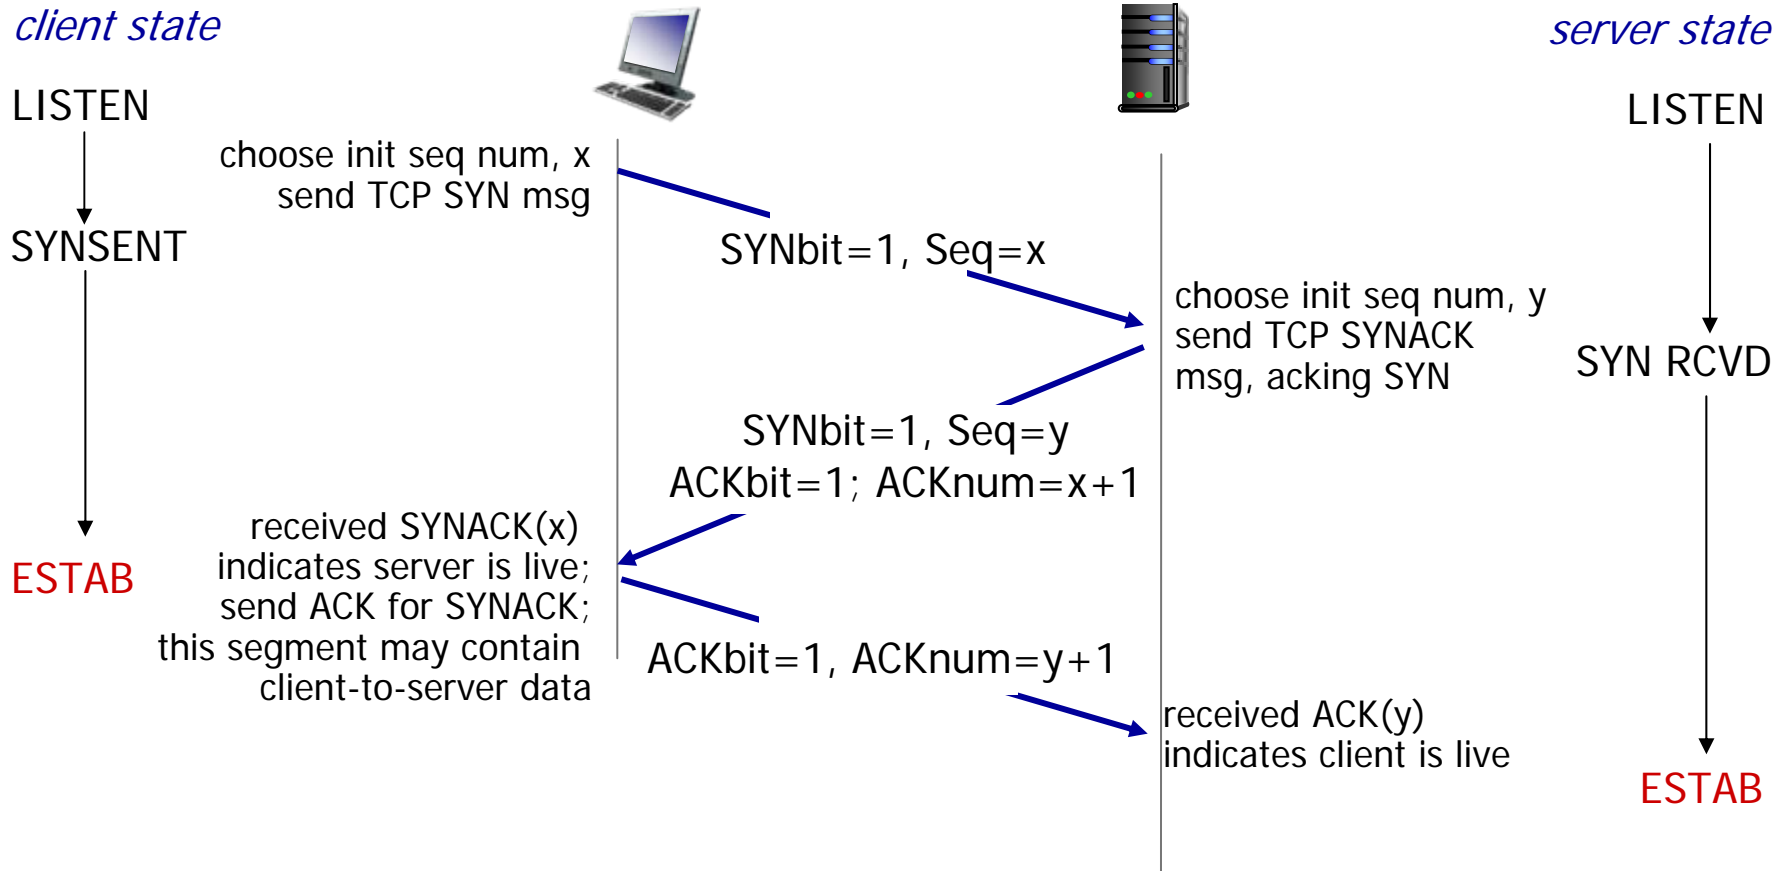 client state
server state
LISTEN
LISTEN
choose init seq num, x
send TCP SYN msg
SYNSENT
SYNbit=1, Seq=x
choose init seq num, y
send TCP SYNACK
msg, acking SYN
SYN RCVD
SYNbit=1, Seq=y
ACKbit=1; ACKnum=x+1
received SYNACK(x)
indicates server is live;
send ACK for SYNACK;
this segment may contain
client-to-server data
ESTAB
ACKbit=1, ACKnum=y+1
received ACK(y)
indicates client is live
ESTAB